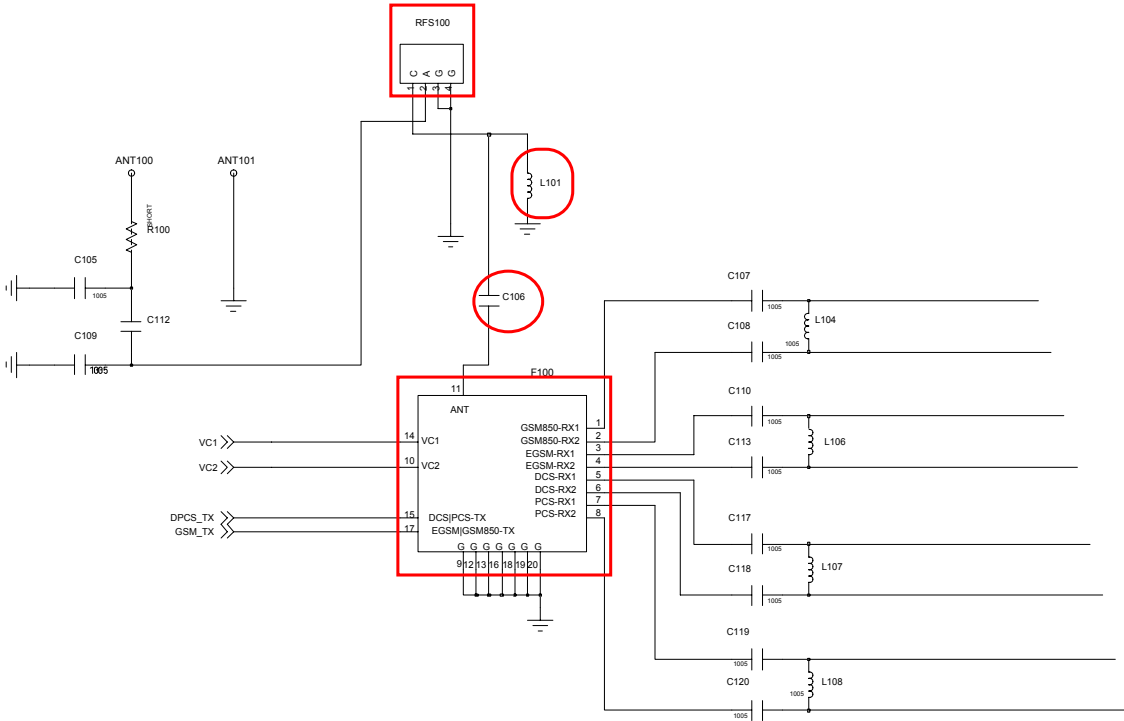 RFS100
C A G G
1 2 3 4
ANT100
ANT101
L101
SHORT
R100
C105
1005
C106
C107
1005
L104
1005
C112
C108
1005
C109
1005
F100
11
ANT
C110
1005
GSM850-RX1 1
GSM850-RX2 2
EGSM-RX1 3
EGSM-RX2 4
DCS-RX1 5
DCS-RX2 6
PCS-RX1 7
PCS-RX2 8
VC1 14 VC1
VC2 10 VC2
C113
1005
L106
DPCS_TX 15 DCS|PCS-TX
GSM_TX 17 EGSM|GSM850-TX
C117
1005
G G G G G G G
9 12 13 16 18 19 20
C118
1005
L107
C119
1005
C120
1005
L108
1005